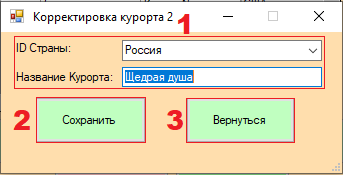 Корректировка курорта 2
1
ID Страны: Россия
Название Курорта: Щедрая душа
2 Сохранить 3 Вернуться